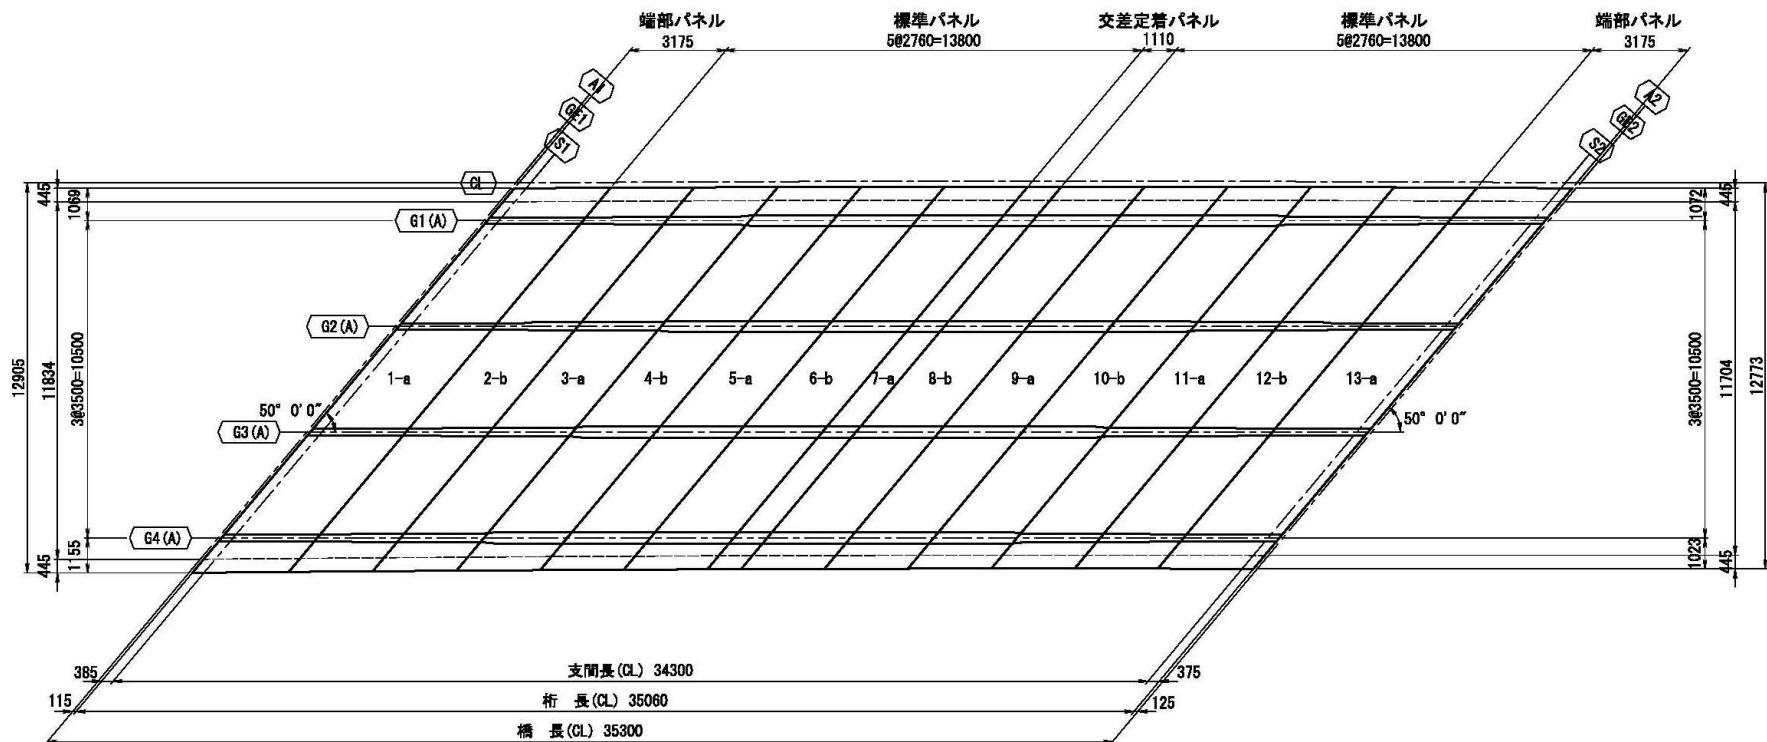 端部パネル
3175
標準パネル
5@2760=13800
交差定着パネル
1110
標準パネル
5@2760=13800
端部パネル
3175
A1
GE1
S1
A2
GE2
S2
CL
G1(A)
G2(A)
G3(A)
G4(A)
12905
445
11834
445
1069
3@3500=10500
1155
50° 0'0"
1-a
2-b
3-a
4-b
5-a
6-b
7-a
8-b
9-a
10-b
11-a
12-b
13-a
50° 0'0"
1072
3@3500=10500
1023
445
11704
445
12773
385
支間長(CL) 34300
375
115
桁 長(CL) 35060
125
橋 長(CL) 35300